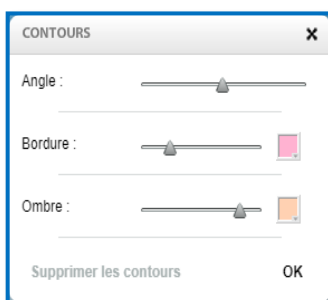 CONTOURS
Angle :
Bordure :
Ombre :
Supprimer les contours OK